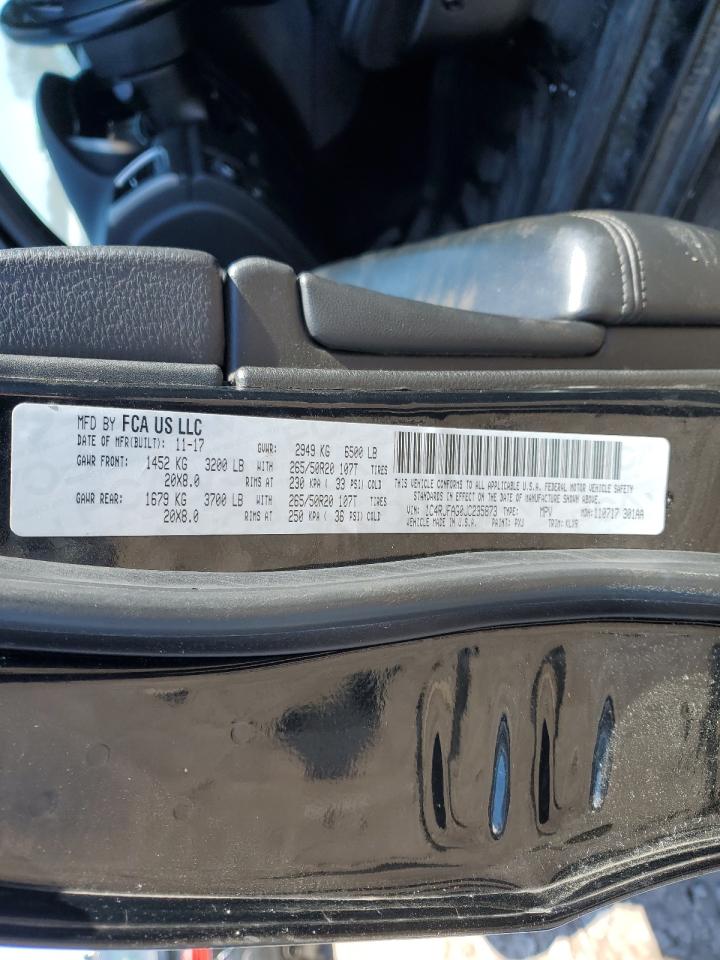 MFD BY FCA US LLC
DATE OF MFR(BUILT): 11-17 GVWR: 2949 KG 6500 LB
GAWR FRONT: 1452 KG 3200 LB WITH 265/50R20 107T TIRES
20X8.0 RIMS AT 230 KPA ( 33 PSI) COLD
GAWR REAR: 1679 KG 3700 LB WITH 265/50R20 107T TIRES
20X8.0 RIMS AT 250 KPA ( 36 PSI) COLD
THIS VEHICLE CONFORMS TO ALL APPLICABLE U.S.A. FEDERAL MOTOR VEHICLE SAFETY
STANDARDS IN EFFECT ON THE DATE OF MANUFACTURE SHOWN ABOVE.
VIN: 1C4RJFAG0JC235873 TYPE: MPV MDH: 110717 301AA
VEHICLE MADE IN U.S.A. PAINT: PXJ TRIM: KLX9